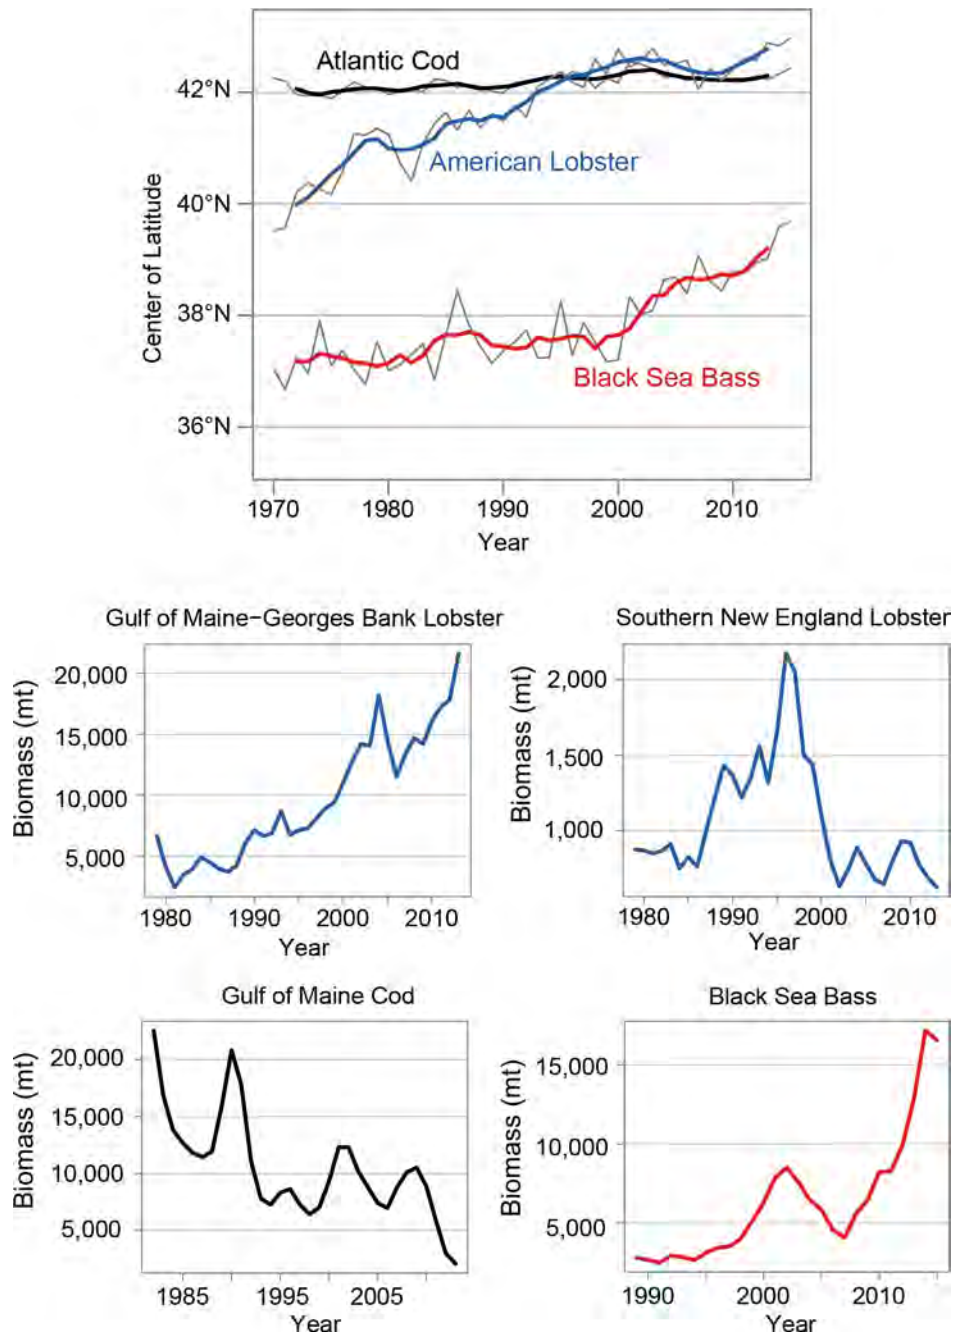 Atlantic Cod
42°N
American Lobster
40°N
Center of Latitude
38°N
Black Sea Bass
36°N
1970 1980 1990 2000 2010
Year
Gulf of Maine–Georges Bank Lobster
20,000
15,000
10,000
5,000
Biomass (mt)
1980 1990 2000 2010
Year
Southern New England Lobster
2,000
1,500
1,000
Biomass (mt)
1980 1990 2000 2010
Year
Gulf of Maine Cod
20,000
15,000
10,000
5,000
Biomass (mt)
1985 1995 2005
Year
Black Sea Bass
15,000
10,000
5,000
Biomass (mt)
1990 2000 2010
Year